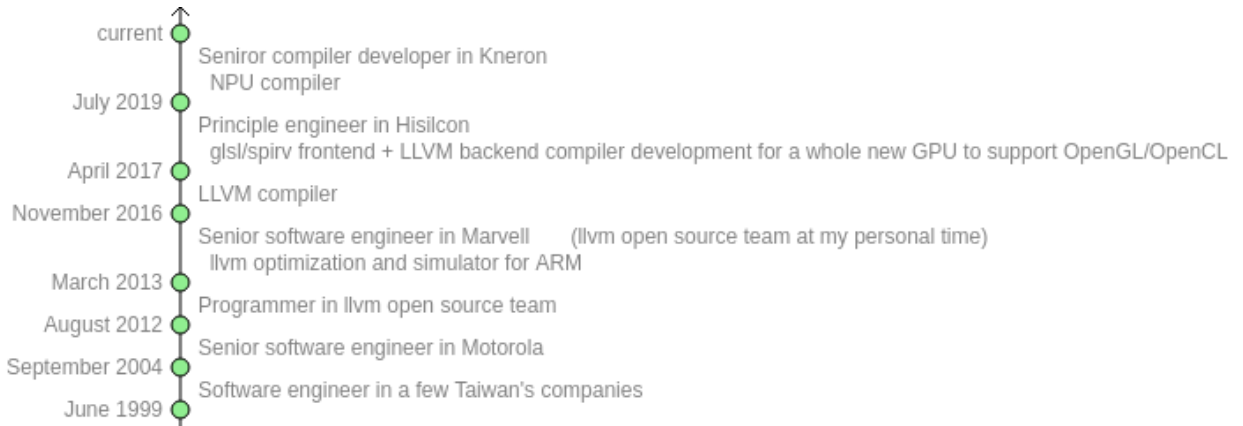 current
Seniror compiler developer in Kneron
NPU compiler
July 2019
Principle engineer in Hisilcon
glsl/spirv frontend + LLVM backend compiler development for a whole new GPU to support OpenGL/OpenCL
April 2017
LLVM compiler
November 2016
Senior software engineer in Marvell (llvm open source team at my personal time)
llvm optimization and simulator for ARM
March 2013
Programmer in llvm open source team
August 2012
Senior software engineer in Motorola
September 2004
Software engineer in a few Taiwan's companies
June 1999